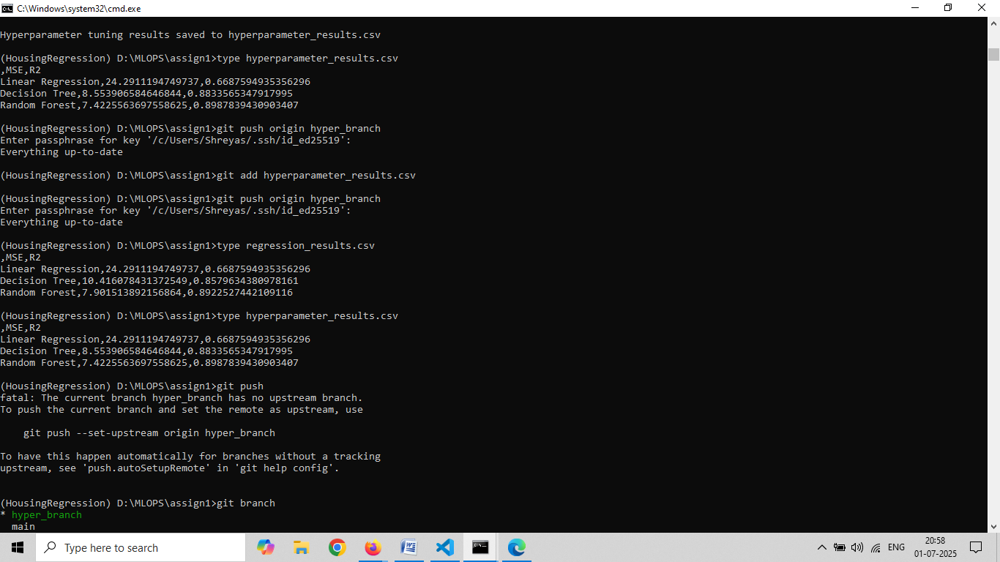 C:\Windows\system32\cmd.exe
Hyperparameter tuning results saved to hyperparameter_results.csv
(HousingRegression) D:\MLOPS\assign1>type hyperparameter_results.csv
,MSE,R2
Linear Regression,24.2911194749737,0.6687594935356296
Decision Tree,8.553906584646844,0.8833565347917995
Random Forest,7.4225563697558625,0.8987839430903407
(HousingRegression) D:\MLOPS\assign1>git push origin hyper_branch
Enter passphrase for key '/c/Users/Shreyas/.ssh/id_ed25519':
Everything up-to-date
(HousingRegression) D:\MLOPS\assign1>git add hyperparameter_results.csv
(HousingRegression) D:\MLOPS\assign1>git push origin hyper_branch
Enter passphrase for key '/c/Users/Shreyas/.ssh/id_ed25519':
Everything up-to-date
(HousingRegression) D:\MLOPS\assign1>type regression_results.csv
,MSE,R2
Linear Regression,24.2911194749737,0.6687594935356296
Decision Tree,10.416078431372549,0.8579634380978161
Random Forest,7.901513892156864,0.8922527442109116
(HousingRegression) D:\MLOPS\assign1>type hyperparameter_results.csv
,MSE,R2
Linear Regression,24.2911194749737,0.6687594935356296
Decision Tree,8.553906584646844,0.8833565347917995
Random Forest,7.4225563697558625,0.8987839430903407
(HousingRegression) D:\MLOPS\assign1>git push
fatal: The current branch hyper_branch has no upstream branch.
To push the current branch and set the remote as upstream, use
git push --set-upstream origin hyper_branch
To have this happen automatically for branches without a tracking
upstream, see 'push.autoSetupRemote' in 'git help config'.
(HousingRegression) D:\MLOPS\assign1>git branch
* hyper_branch
main
Type here to search
ENG
20:58
01-07-2025